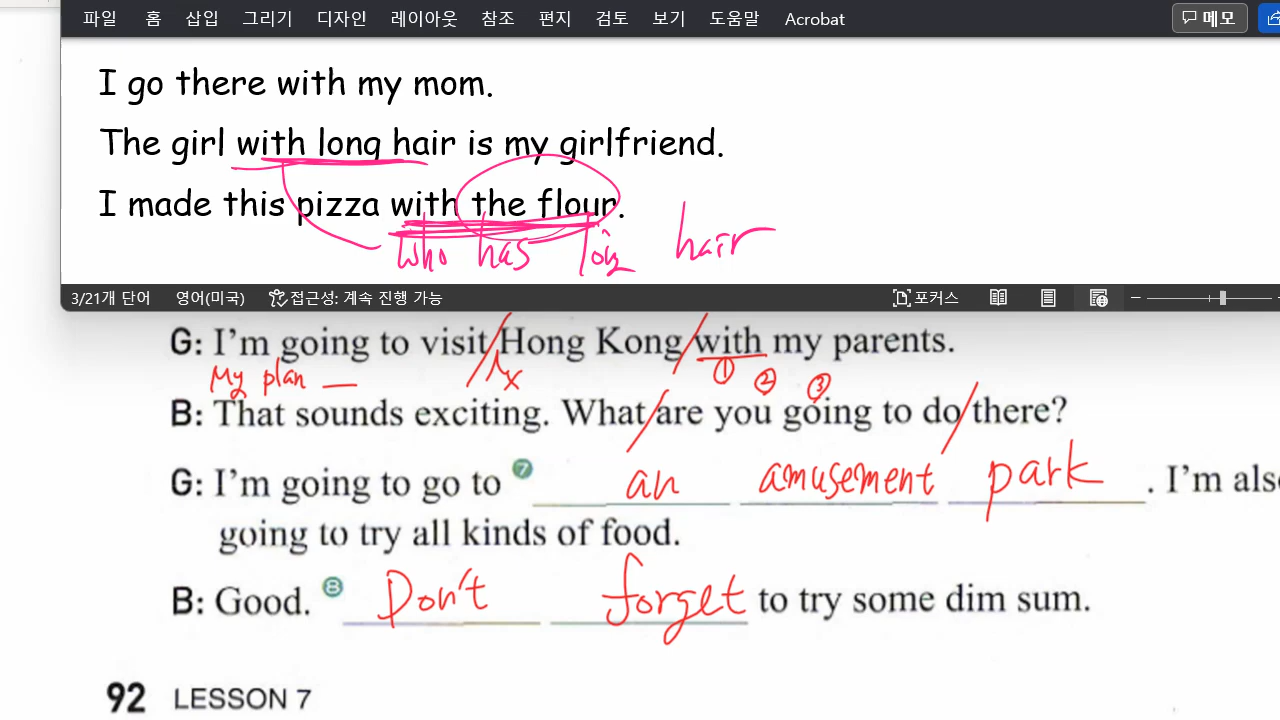 파일 홈 삽입 그리기 디자인 레이아웃 참조 편지 검토 보기 도움말 Acrobat 메모
I go there with my mom.
The girl with long hair is my girlfriend.
I made this pizza with the flour.
who has long hair
3/21개 단어 영어(미국) 접근성: 계속 진행 가능 포커스
G: I'm going to visit / Hong Kong / with my parents.
My plan — x ① ② ③
B: That sounds exciting. What / are you going to do / there?
G: I'm going to go to ⑦ an amusement park . I'm als
going to try all kinds of food.
B: Good. ⑧ Don't forget to try some dim sum.
92 LESSON 7